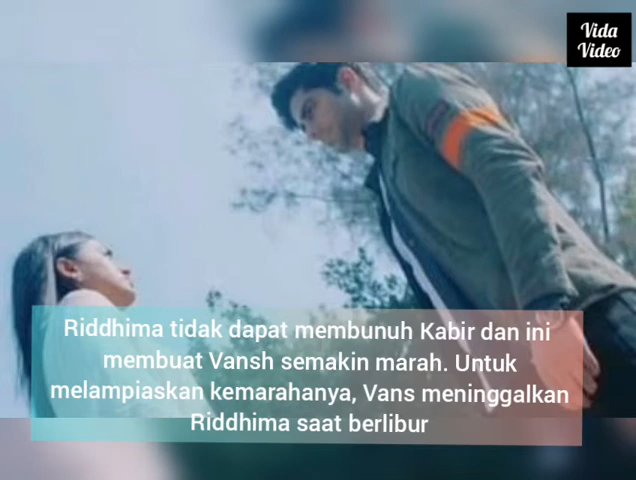 Vida
Video
Riddhima tidak dapat membunuh Kabir dan ini
membuat Vansh semakin marah. Untuk
melampiaskan kemarahanya, Vans meninggalkan
Riddhima saat berlibur